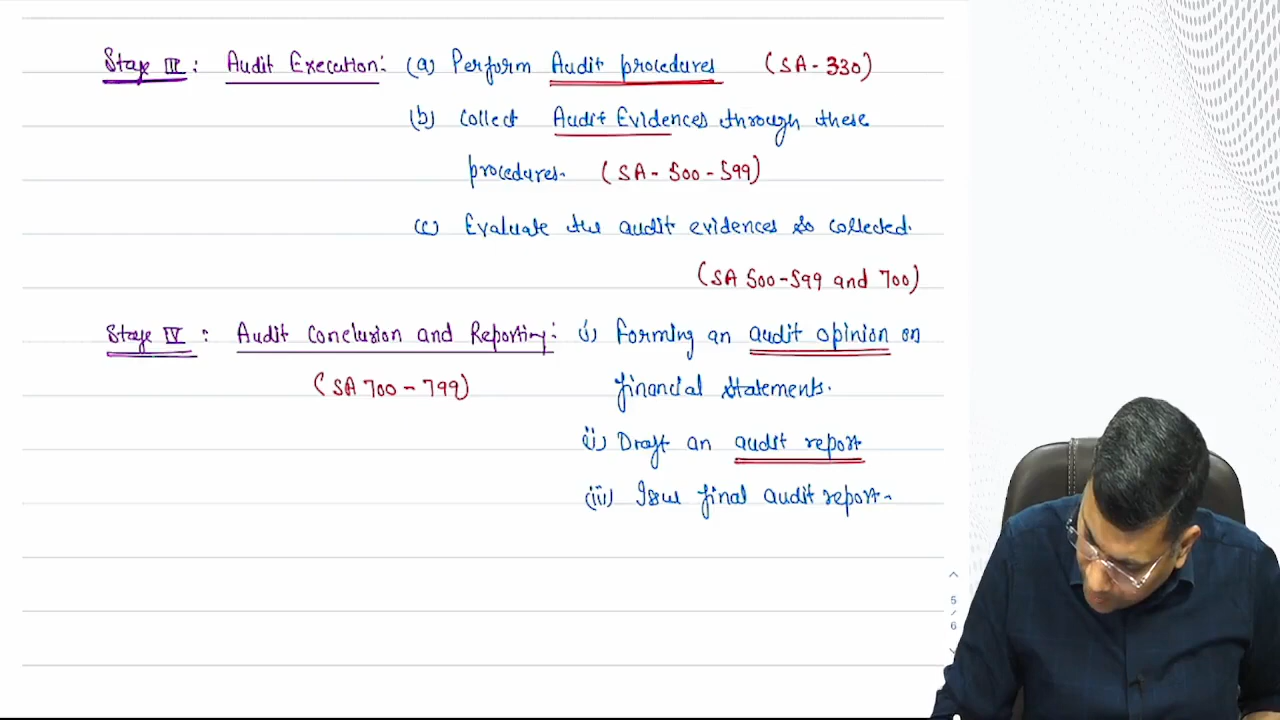 Stage III : Audit Execution: (a) Perform Audit procedures (SA-330)
(b) Collect Audit Evidences through these
procedures. (SA-500-599)
(c) Evaluate the audit evidences so collected.
(SA 500-599 and 700)
Stage IV : Audit Conclusion and Reporting: (i) Forming an audit opinion on
(SA 700-799) financial statements.
(ii) Draft an audit report
(iii) Issue final audit report.
5
/
6